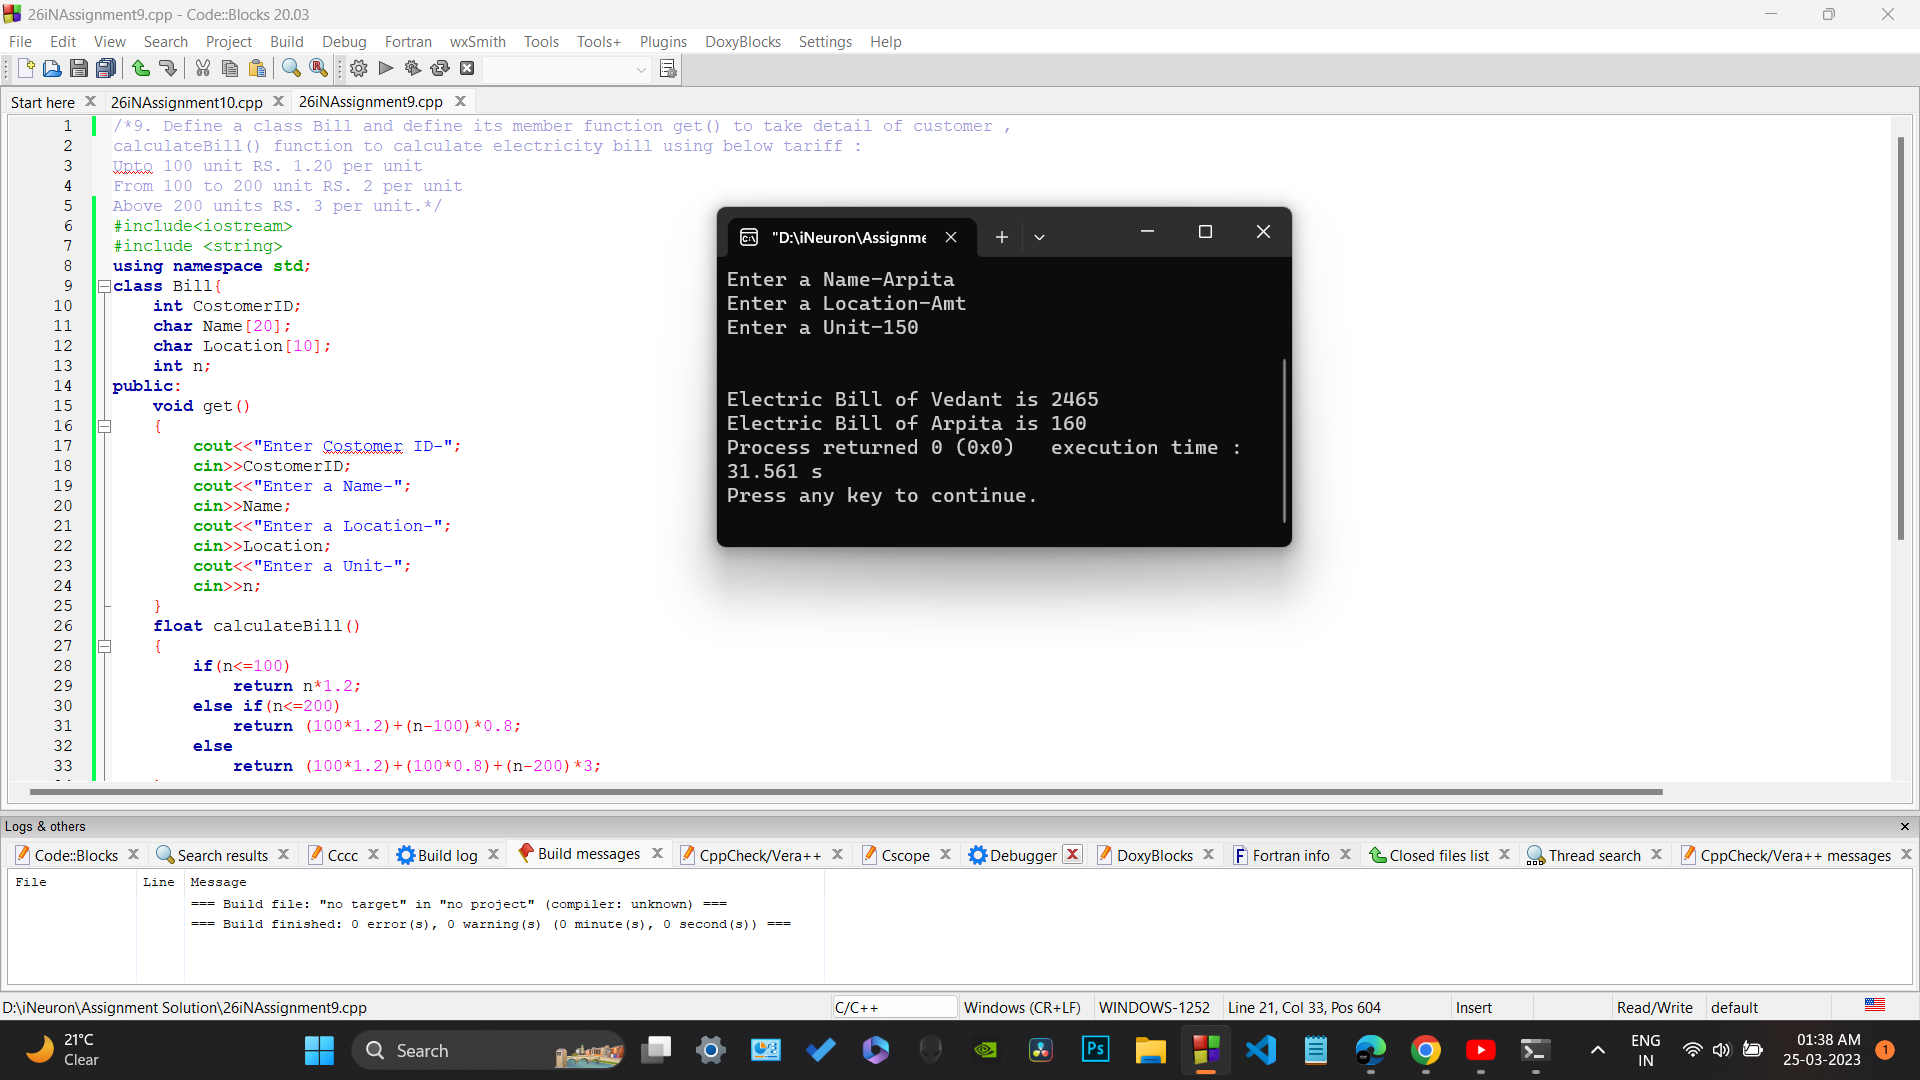 26iNAssignment9.cpp - Code::Blocks 20.03
File Edit View Search Project Build Debug Fortran wxSmith Tools Tools+ Plugins DoxyBlocks Settings Help
Start here 26iNAssignment10.cpp 26iNAssignment9.cpp
1 /*9. Define a class Bill and define its member function get() to take detail of customer ,
2 calculateBill() function to calculate electricity bill using below tariff :
3 Upto 100 unit RS. 1.20 per unit
4 From 100 to 200 unit RS. 2 per unit
5 Above 200 units RS. 3 per unit.*/
6 #include<iostream>
7 #include <string>
8 using namespace std;
9 class Bill{
10 int CostomerID;
11 char Name[20];
12 char Location[10];
13 int n;
14 public:
15 void get()
16 {
17 cout<<"Enter Costomer ID-";
18 cin>>CostomerID;
19 cout<<"Enter a Name-";
20 cin>>Name;
21 cout<<"Enter a Location-";
22 cin>>Location;
23 cout<<"Enter a Unit-";
24 cin>>n;
25 }
26 float calculateBill()
27 {
28 if(n<=100)
29 return n*1.2;
30 else if(n<=200)
31 return (100*1.2)+(n-100)*0.8;
32 else
33 return (100*1.2)+(100*0.8)+(n-200)*3;
"D:\iNeuron\Assignme
Enter a Name-Arpita
Enter a Location-Amt
Enter a Unit-150
Electric Bill of Vedant is 2465
Electric Bill of Arpita is 160
Process returned 0 (0x0) execution time :
31.561 s
Press any key to continue.
Logs & others
Code::Blocks Search results Cccc Build log Build messages CppCheck/Vera++ Cscope Debugger DoxyBlocks Fortran info Closed files list Thread search CppCheck/Vera++ messages
File Line Message
=== Build file: "no target" in "no project" (compiler: unknown) ===
=== Build finished: 0 error(s), 0 warning(s) (0 minute(s), 0 second(s)) ===
D:\iNeuron\Assignment Solution\26iNAssignment9.cpp C/C++ Windows (CR+LF) WINDOWS-1252 Line 21, Col 33, Pos 604 Insert Read/Write default
21°C
Clear
Search
Ps
ENG
IN
01:38 AM
25-03-2023
1